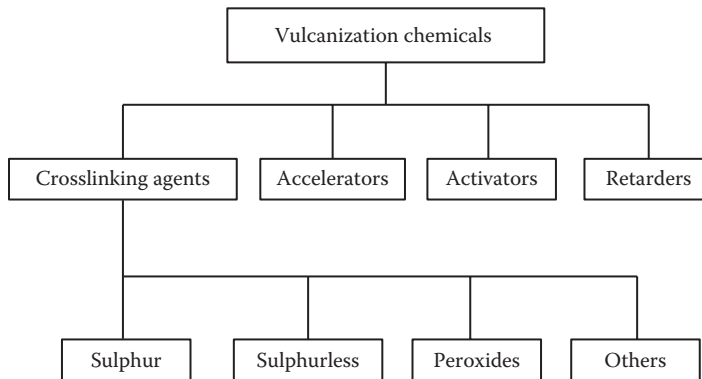 Vulcanization chemicals
Crosslinking agents
Accelerators
Activators
Retarders
Sulphur
Sulphurless
Peroxides
Others